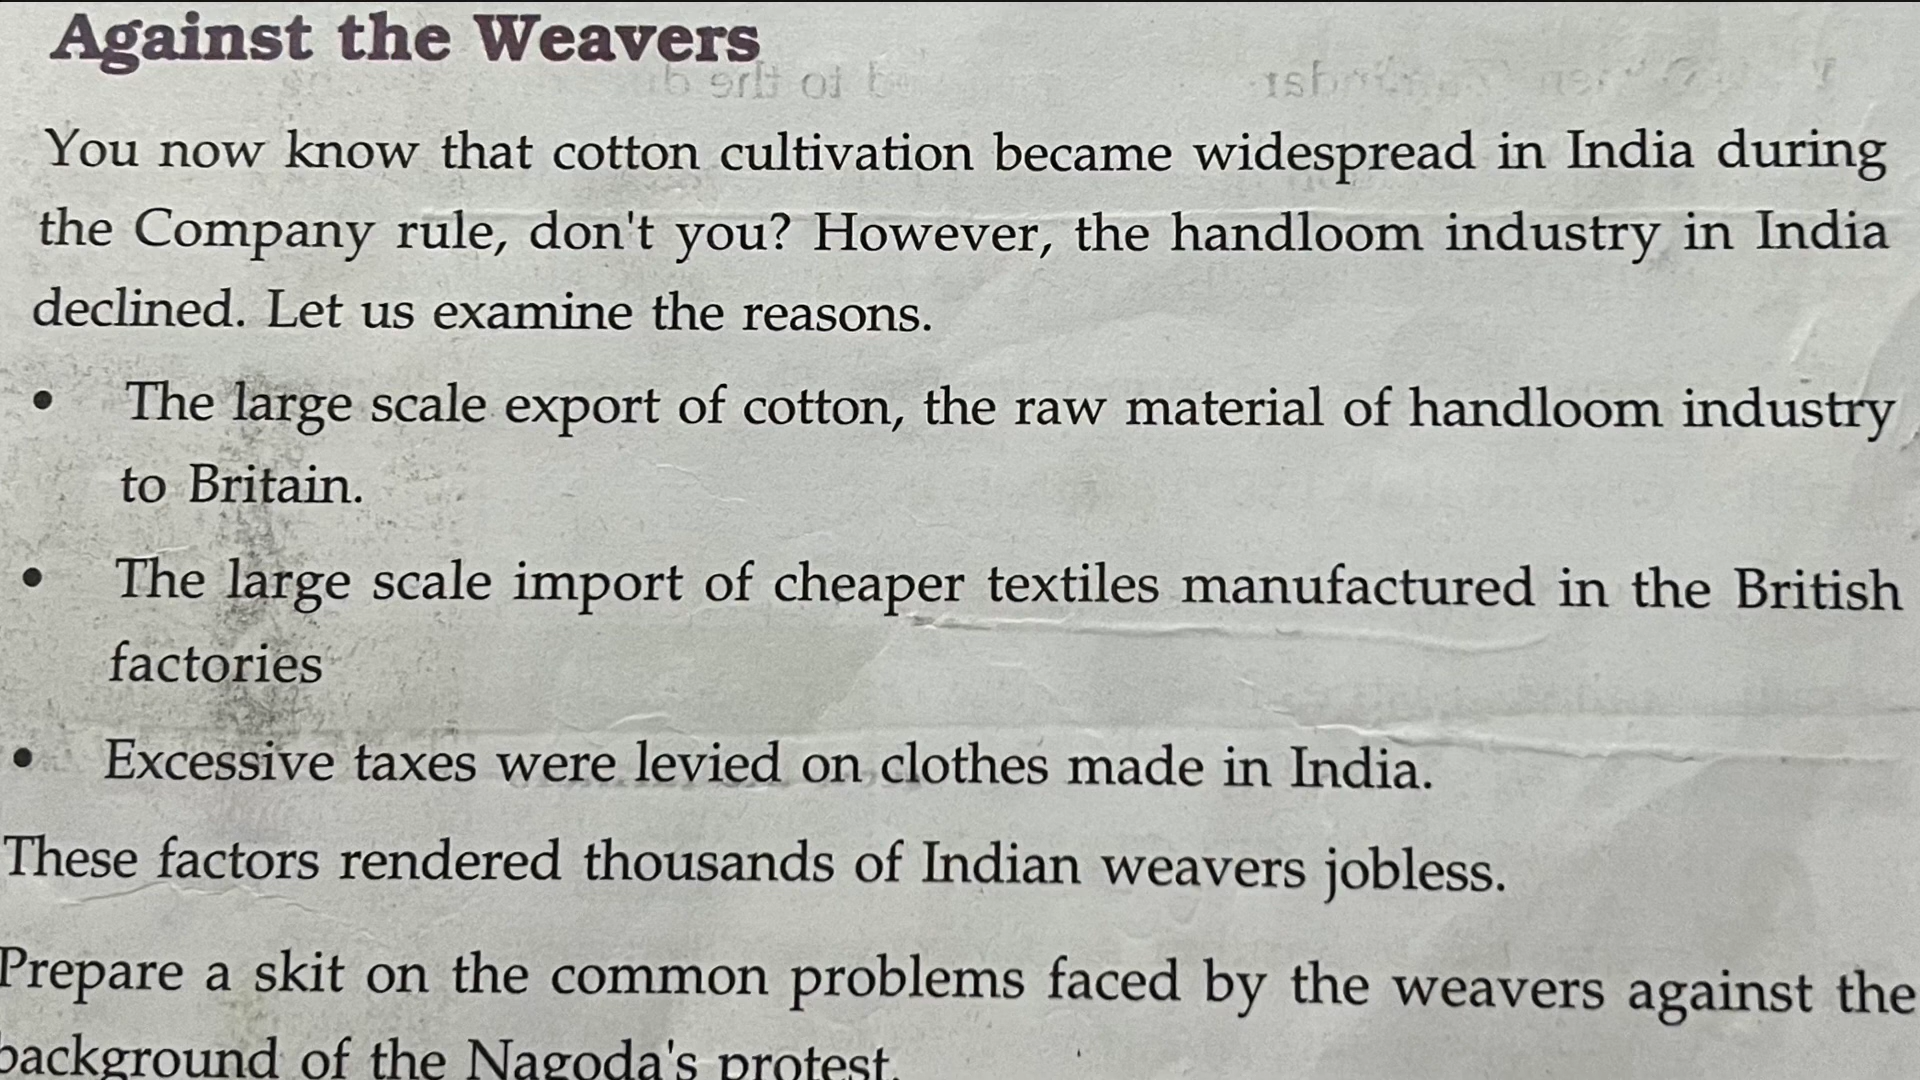 Against the Weavers
You now know that cotton cultivation became widespread in India during
the Company rule, don't you? However, the handloom industry in India
declined. Let us examine the reasons.
• The large scale export of cotton, the raw material of handloom industry
to Britain.
• The large scale import of cheaper textiles manufactured in the British
factories
• Excessive taxes were levied on clothes made in India.
These factors rendered thousands of Indian weavers jobless.
Prepare a skit on the common problems faced by the weavers against the
background of the Nagoda's protest.